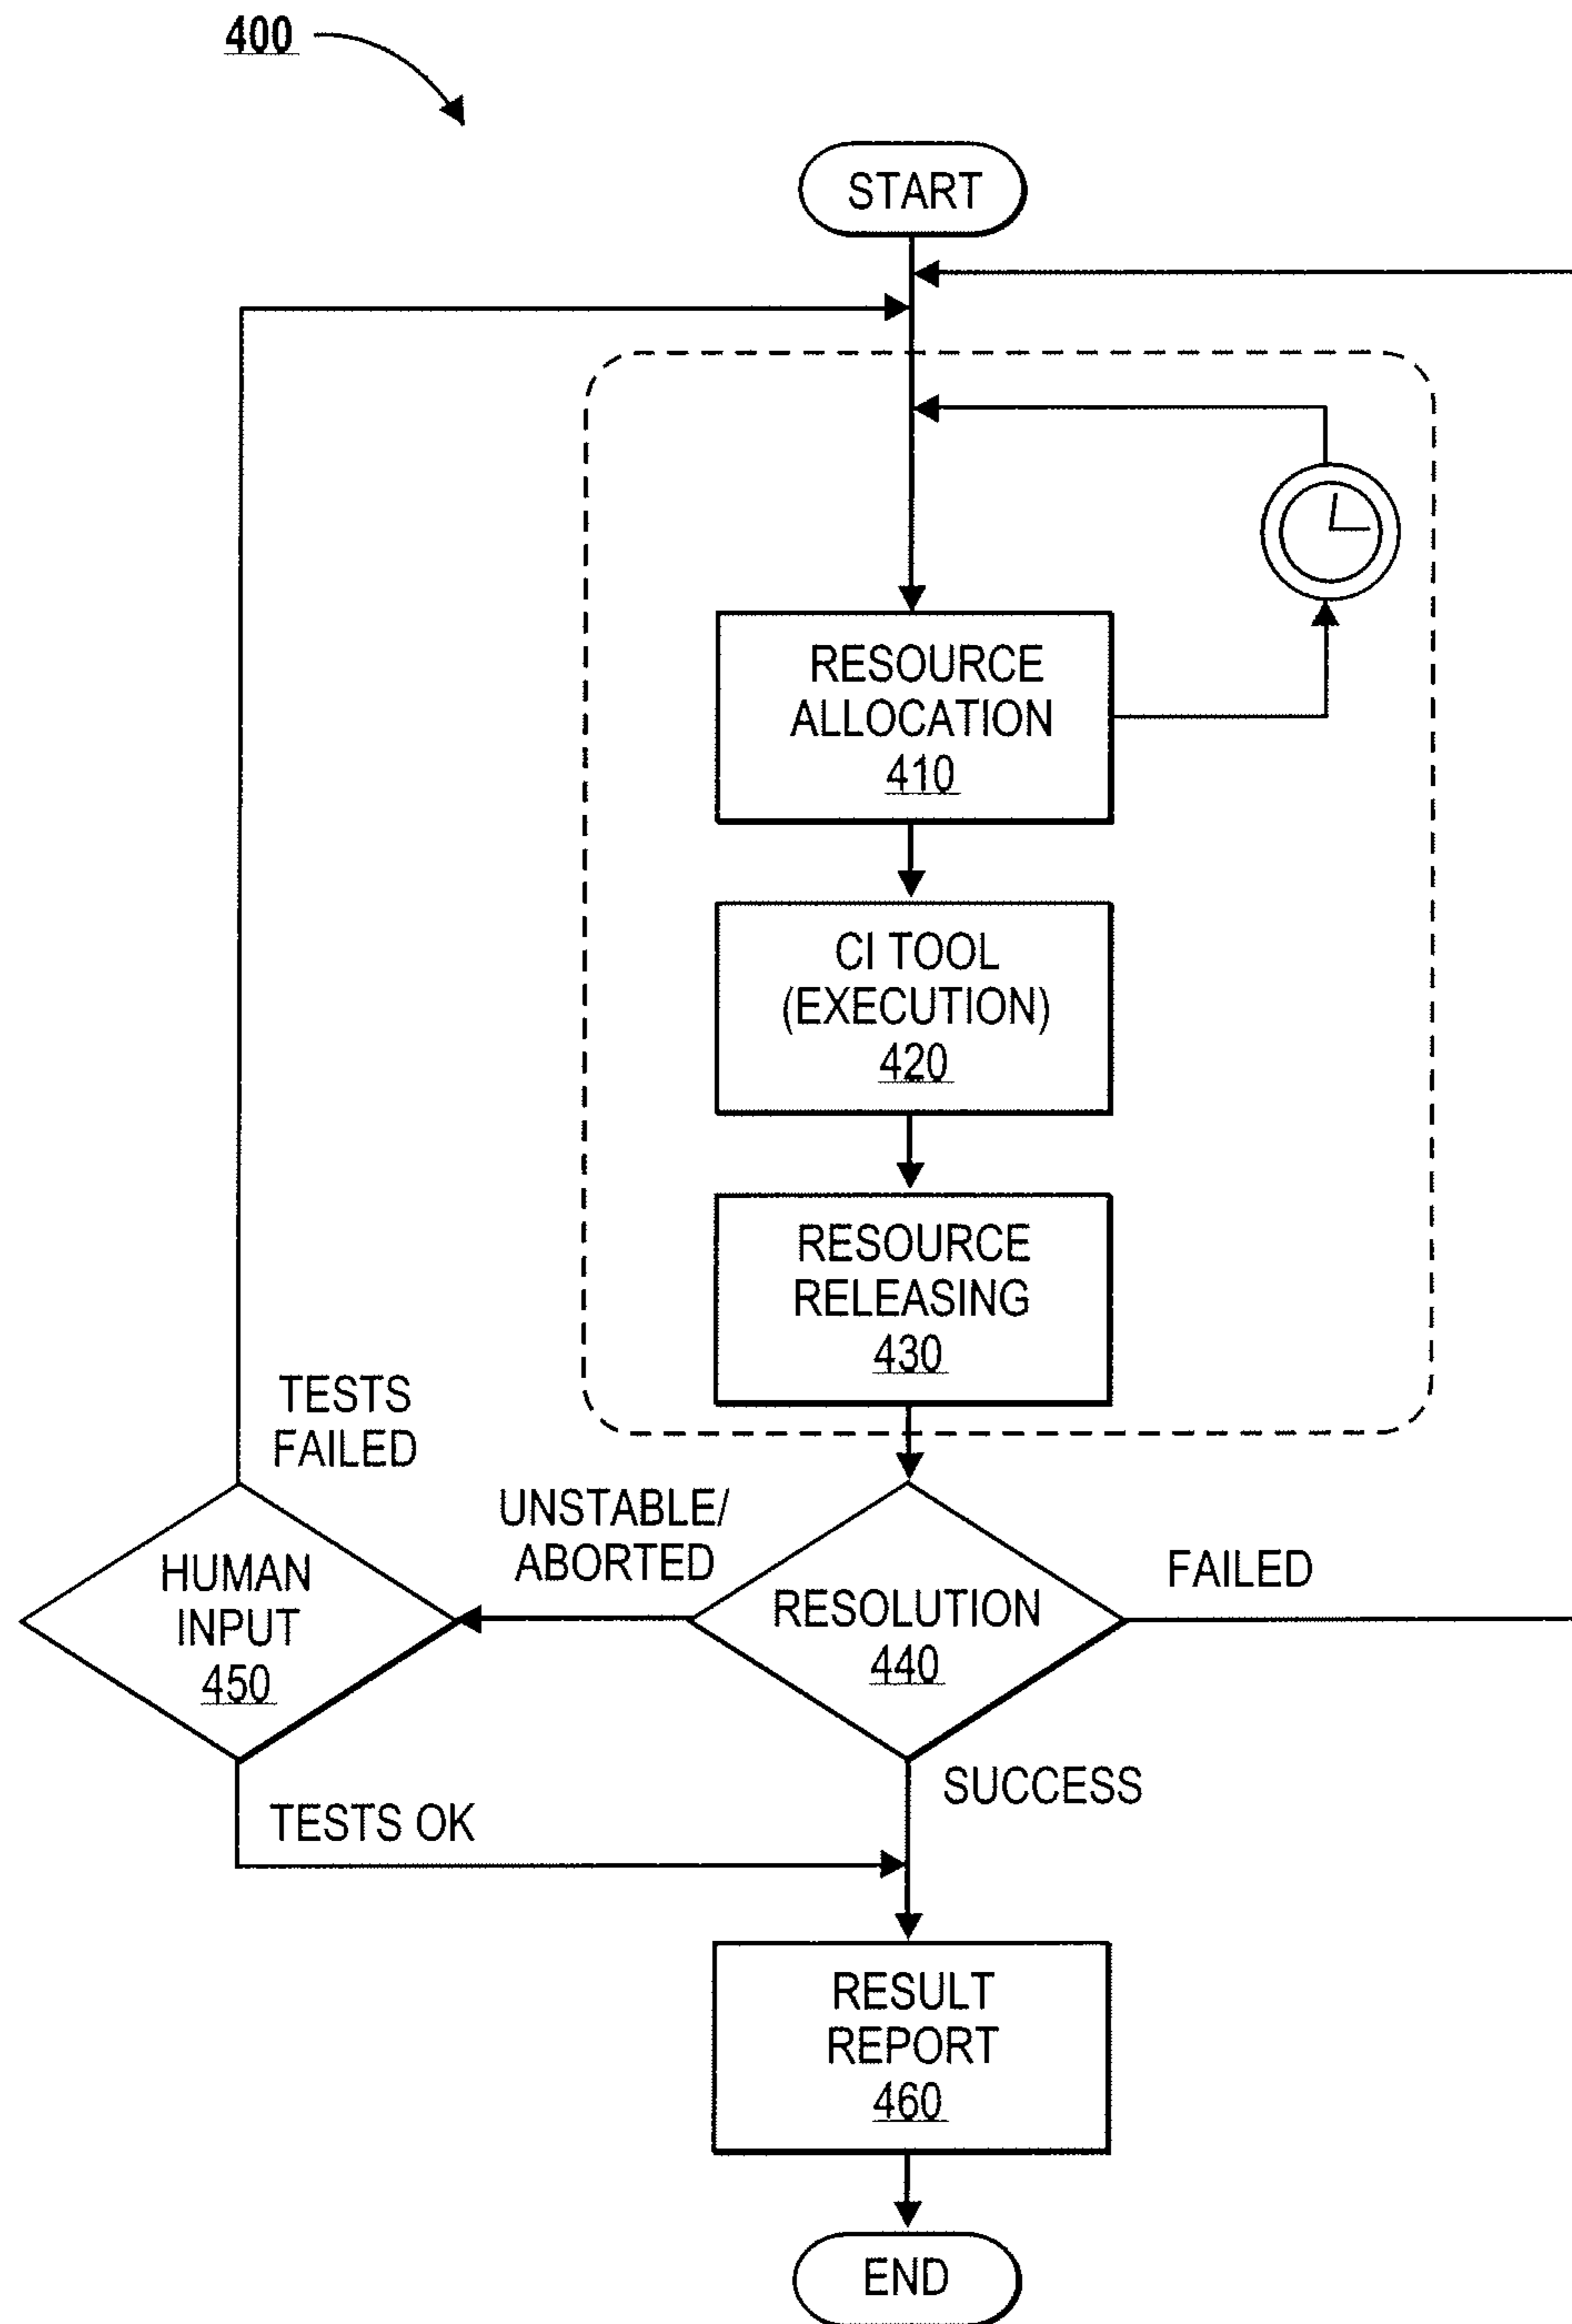 400
START
RESOURCE
ALLOCATION
410
CI TOOL
(EXECUTION)
420
RESOURCE
RELEASING
430
TESTS
FAILED
UNSTABLE/
ABORTED
FAILED
HUMAN
INPUT
450
RESOLUTION
440
SUCCESS
TESTS OK
RESULT
REPORT
460
END